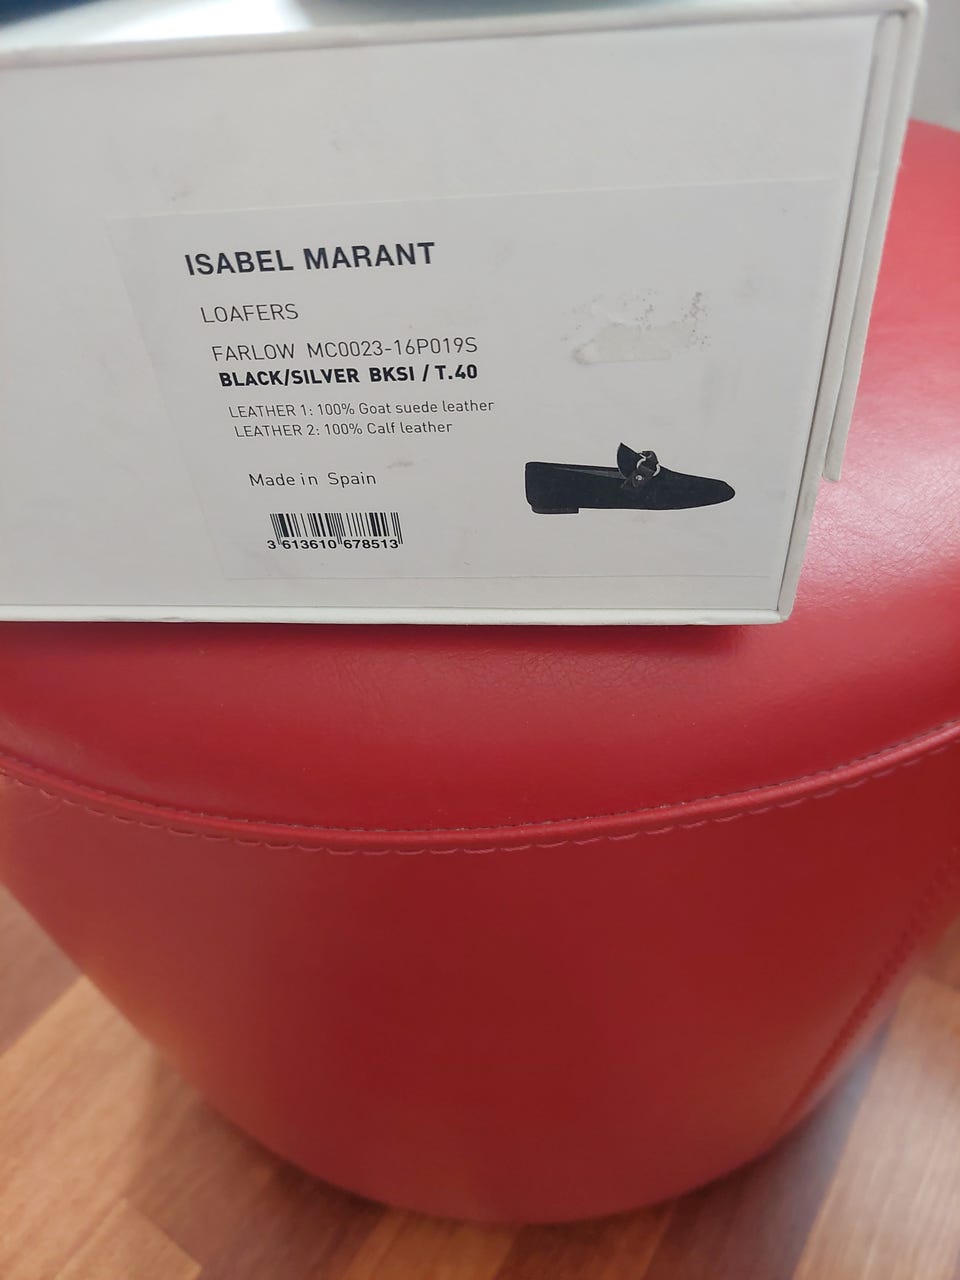 ISABEL MARANT
LOAFERS
FARLOW MC0023-16P019S
BLACK/SILVER BKSI / T.40
LEATHER 1: 100% Goat suede leather
LEATHER 2: 100% Calf leather
Made in Spain
3 613610 678513